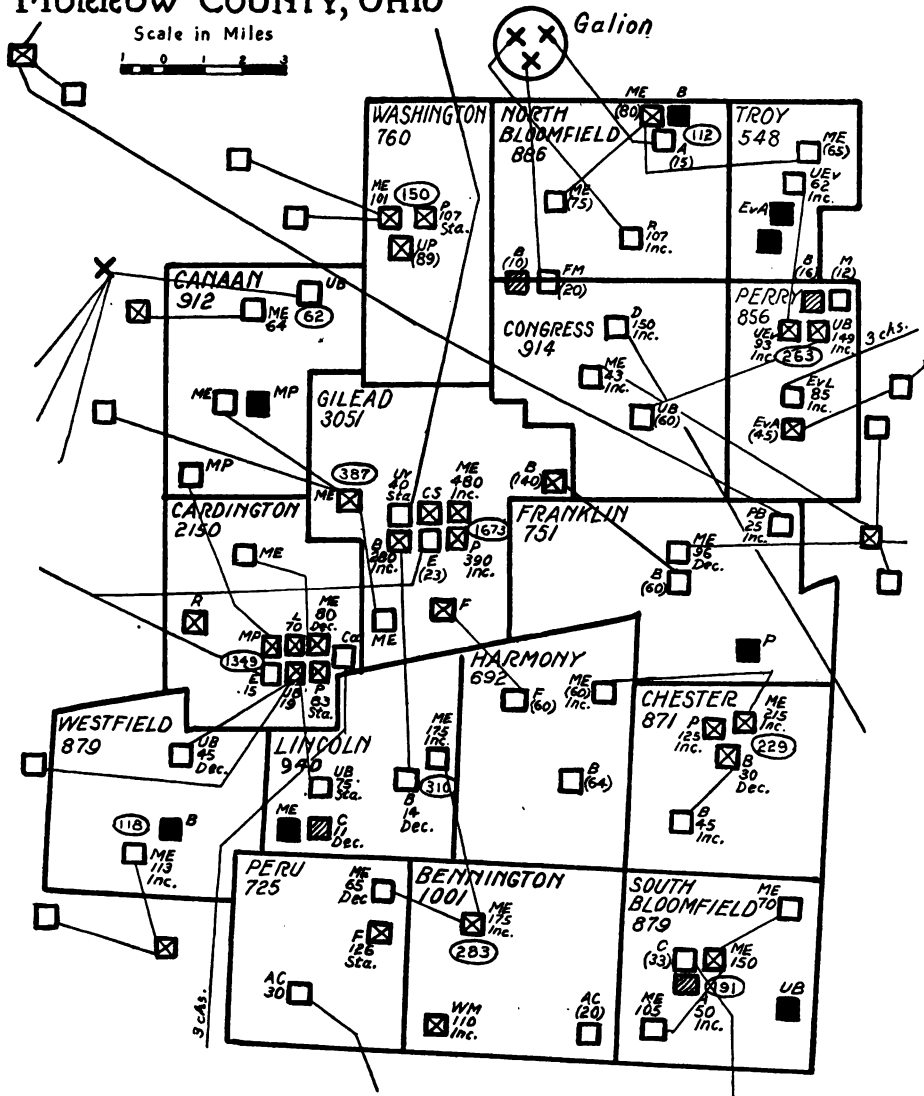 MORROW COUNTY, OHIO
Scale in Miles
1 0 1 2 3
Galion
WASHINGTON
760
ME
101
150
P
107
Sta.
UP
(89)
NORTH
BLOOMFIELD
886
ME
(80)
B
112
A
(15)
ME
(75)
R
107
Inc.
B
(10)
FM
(20)
TROY
548
ME
(65)
UEv
62
Inc.
EvA
B
(16)
M
(12)
CANAAN
912
UB
ME
64
62
ME
MP
MP
CONGRESS
914
D
150
Inc.
ME
43
Inc.
UB
(60)
PERRY
856
UEv
93
Inc
263
UB
149
Inc.
3 chs.
EvL
85
Inc.
EvA
(45)
GILEAD
3051
387
ME
40
Sta
CS
ME
480
Inc.
1673
B
280
Inc.
E
(23)
P
390
Inc.
F
ME
B
(140)
CARDINGTON
2150
ME
R
MP
L
70
ME
80
Dec.
1349
E
15
UB
19
P
83
Sta.
FRANKLIN
751
PB
25
Inc.
ME
96
Dec.
B
(60)
P
HARMONY
692
F
(60)
ME
(60)
Inc.
B
(64)
CHESTER
871
P
125
Inc.
ME
215
Inc.
229
B
30
Dec.
B
45
Inc.
WESTFIELD
879
UB
45
Dec.
118
B
ME
113
Inc.
LINCOLN
940
UB
75
Sta.
ME
C
11
Dec.
ME
175
Inc.
310
B
14
Dec.
PERU
725
ME
65
Dec
F
126
Sta.
AC
30
3 chs.
BENNINGTON
1001
ME
175
Inc.
283
WM
110
Inc.
AC
(20)
SOUTH
BLOOMFIELD
879
ME
70
C
(33)
ME
150
A
50
Inc.
ME
105
UB